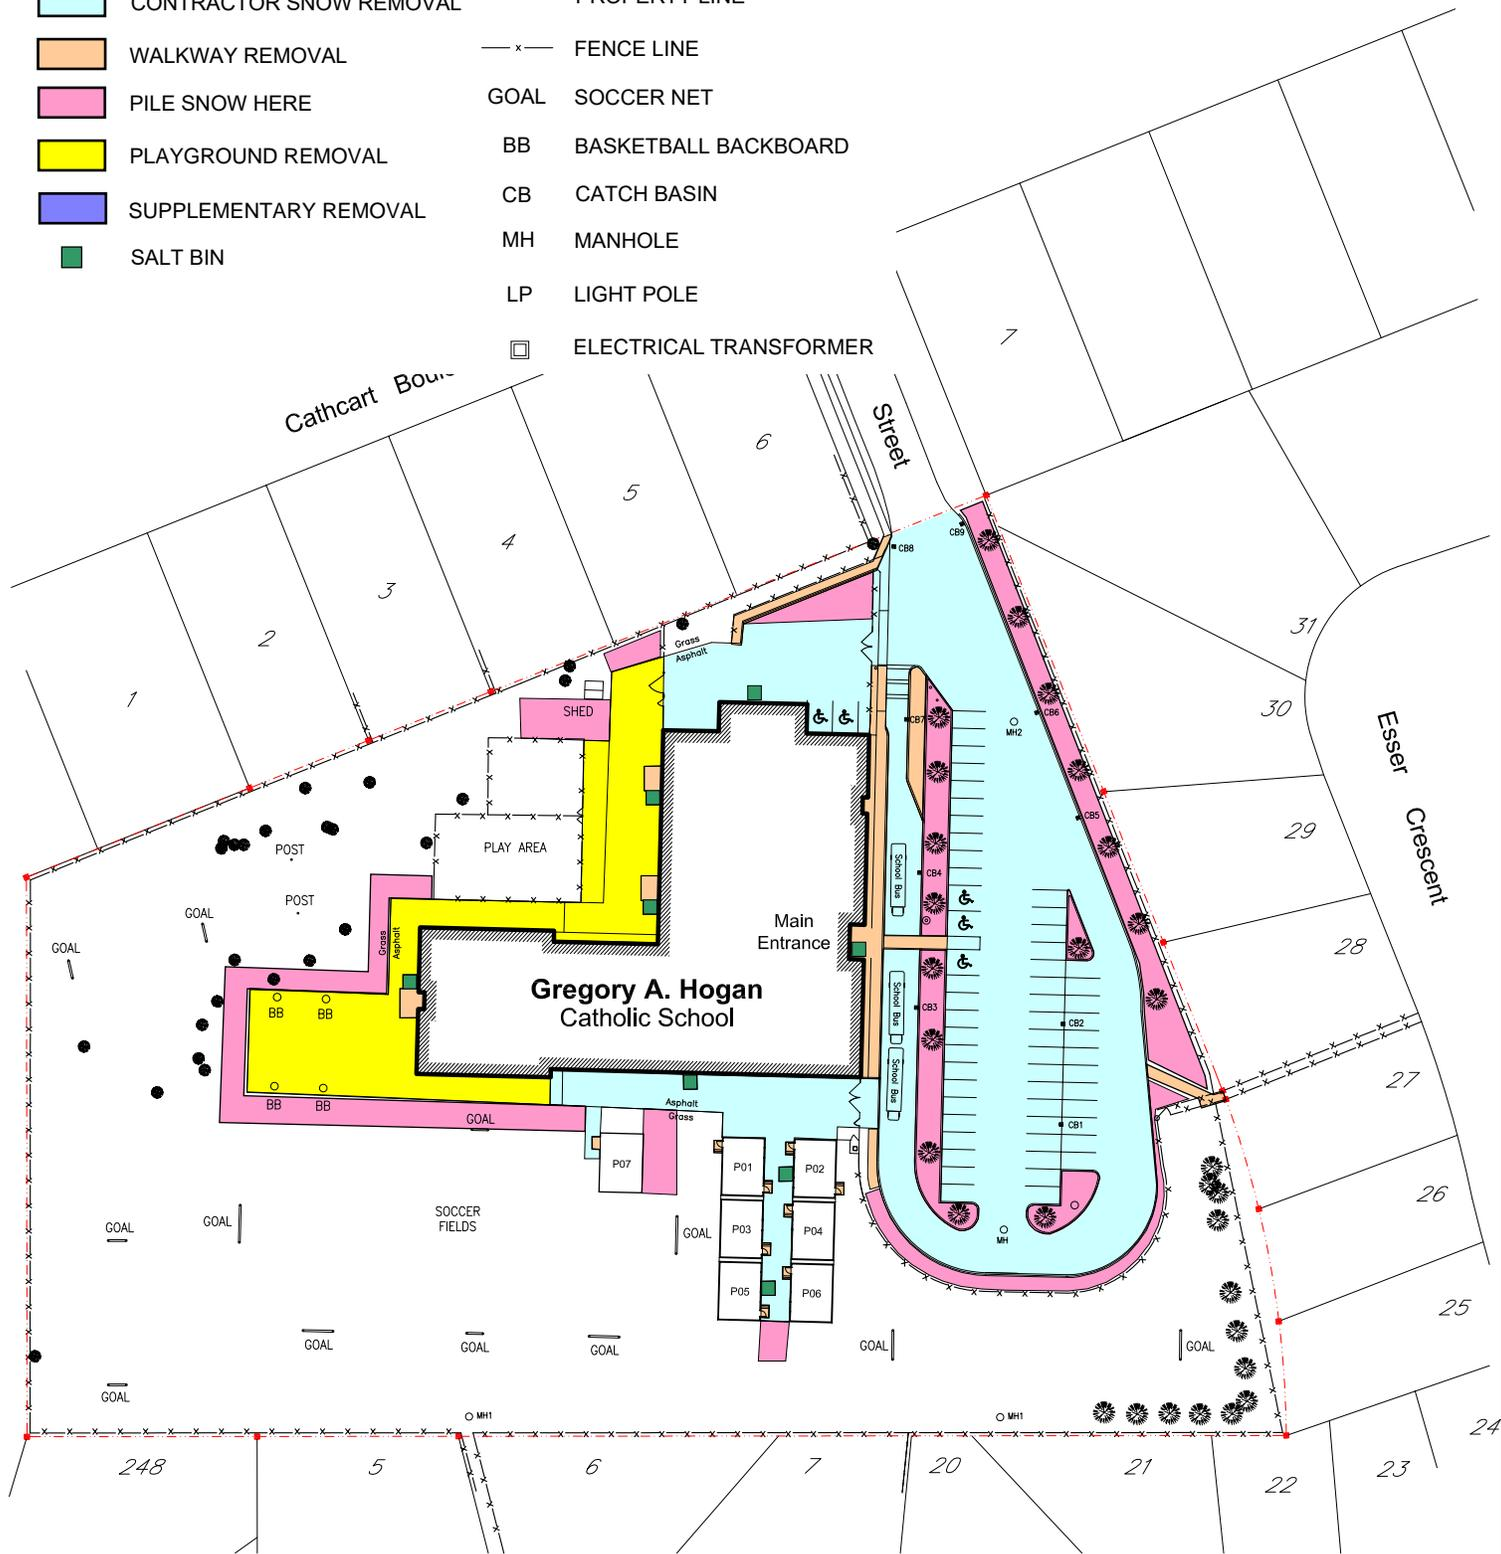 CONTRACTOR SNOW REMOVAL
PROPERTY LINE
WALKWAY REMOVAL
x FENCE LINE
PILE SNOW HERE
GOAL SOCCER NET
PLAYGROUND REMOVAL
BB BASKETBALL BACKBOARD
SUPPLEMENTARY REMOVAL
CB CATCH BASIN
SALT BIN
MH MANHOLE
LP LIGHT POLE
ELECTRICAL TRANSFORMER
Cathcart
Street
7
6
5
4
3
2
1
31
30
29
28
27
26
25
24
23
22
21
20
7
6
5
248
Esser Crescent
CB8
CB9
Grass
Asphalt
SHED
CB7
MH2
CB6
CB5
POST
PLAY AREA
School Bus
CB4
POST
GOAL
GOAL
Grass
Asphalt
Main
Entrance
Gregory A. Hogan
Catholic School
BB
BB
School Bus
CB3
CB2
School Bus
BB
BB
Asphalt
Grass
GOAL
CB1
P07
P01
P02
P03
P04
P05
P06
SOCCER
FIELDS
GOAL
GOAL
GOAL
MH
GOAL
GOAL
GOAL
GOAL
GOAL
GOAL
MH1
MH1